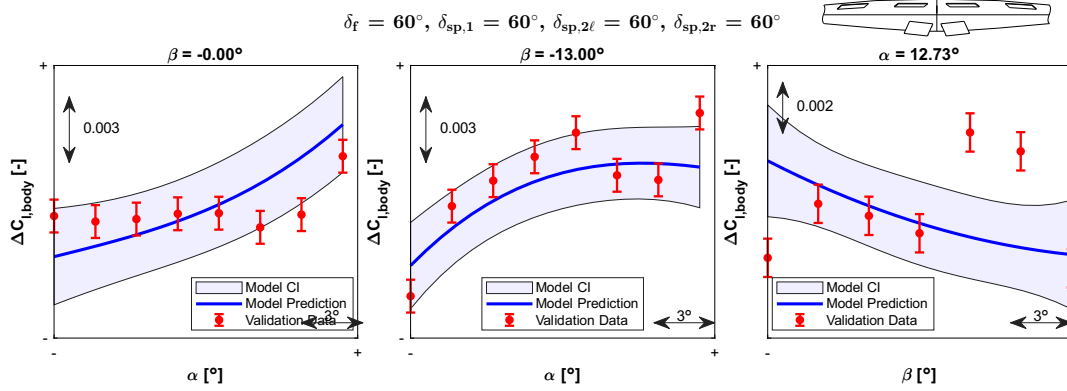 δf = 60°, δsp,1 = 60°, δsp,2ℓ = 60°, δsp,2r = 60°
β = -0.00°
+
0.003
ΔCl,body [-]
Model CI
Model Prediction
Validation Data
3°
-
-
+
α [°]
β = -13.00°
+
0.003
ΔCl,body [-]
Model CI
Model Prediction
Validation Data
3°
-
-
+
α [°]
α = 12.73°
+
0.002
ΔCl,body [-]
Model CI
Model Prediction
Validation Data
3°
-
-
β [°]